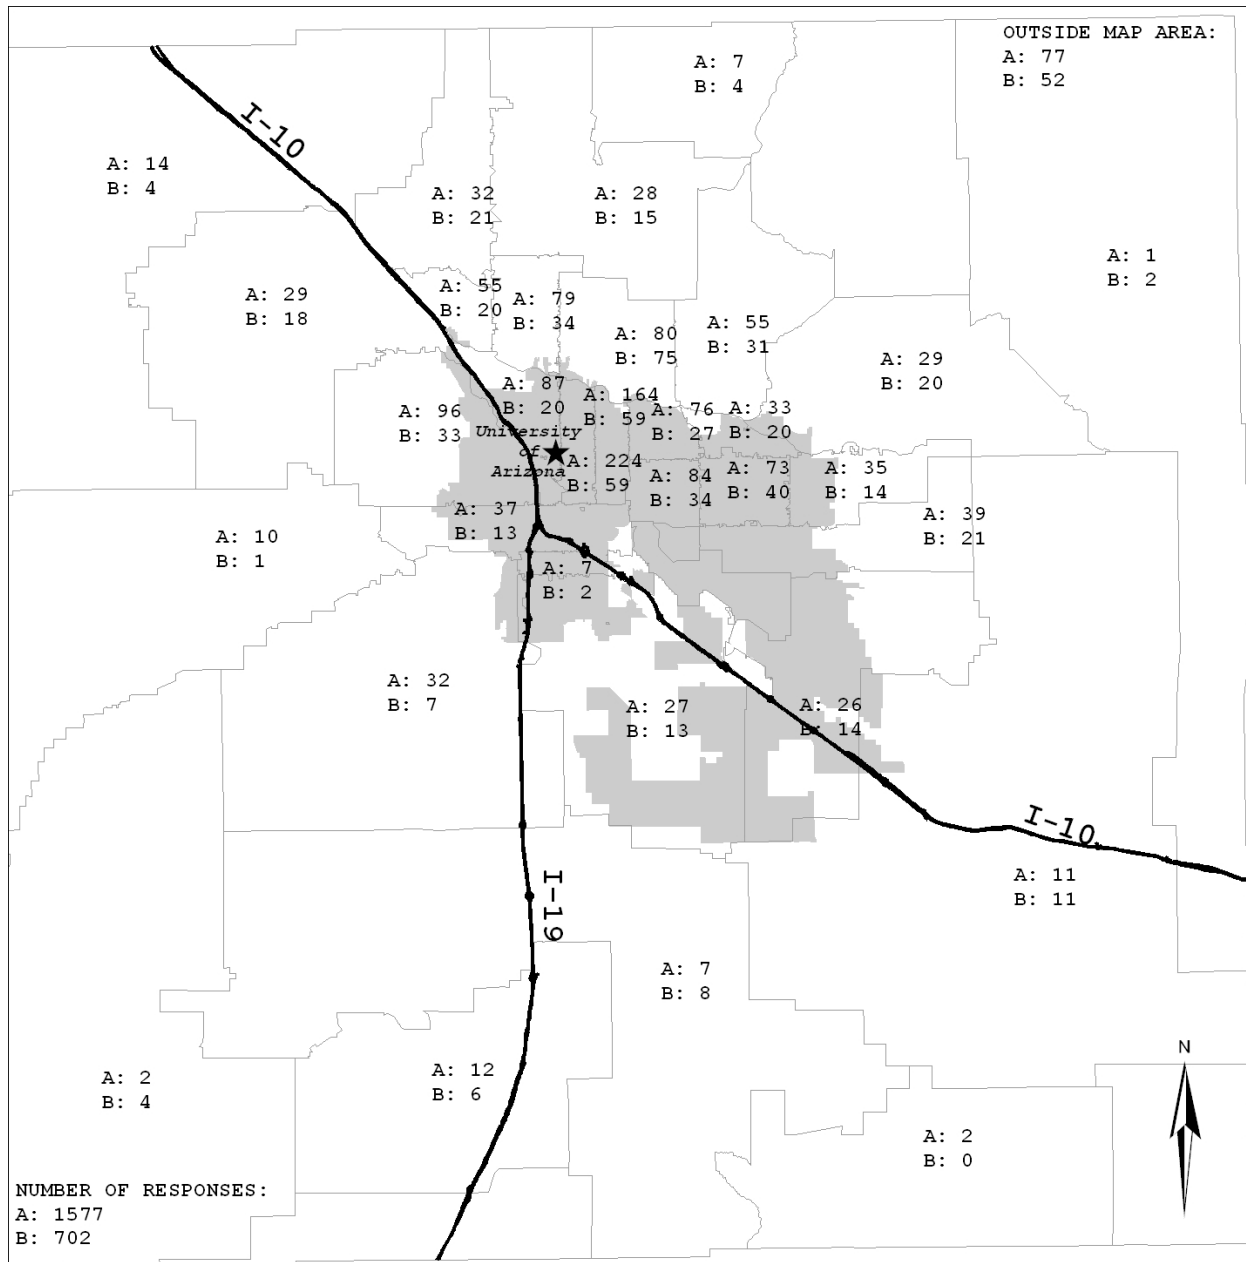 OUTSIDE MAP AREA:
A: 77
B: 52
A: 7
B: 4
I-10
A: 14
B: 4
A: 32
B: 21
A: 28
B: 15
A: 1
B: 2
A: 29
B: 18
A: 55
B: 20
A: 79
B: 34
A: 80
B: 75
A: 55
B: 31
A: 29
B: 20
A: 87
B: 20
A: 164
B: 59
A: 76
B: 27
A: 33
B: 20
A: 96
B: 33
University
of
Arizona
A: 224
B: 59
A: 84
B: 34
A: 73
B: 40
A: 35
B: 14
A: 37
B: 13
A: 39
B: 21
A: 10
B: 1
A: 7
B: 2
A: 32
B: 7
A: 27
B: 13
A: 26
B: 14
I-10
I-19
A: 11
B: 11
A: 7
B: 8
A: 2
B: 4
A: 12
B: 6
N
A: 2
B: 0
NUMBER OF RESPONSES:
A: 1577
B: 702